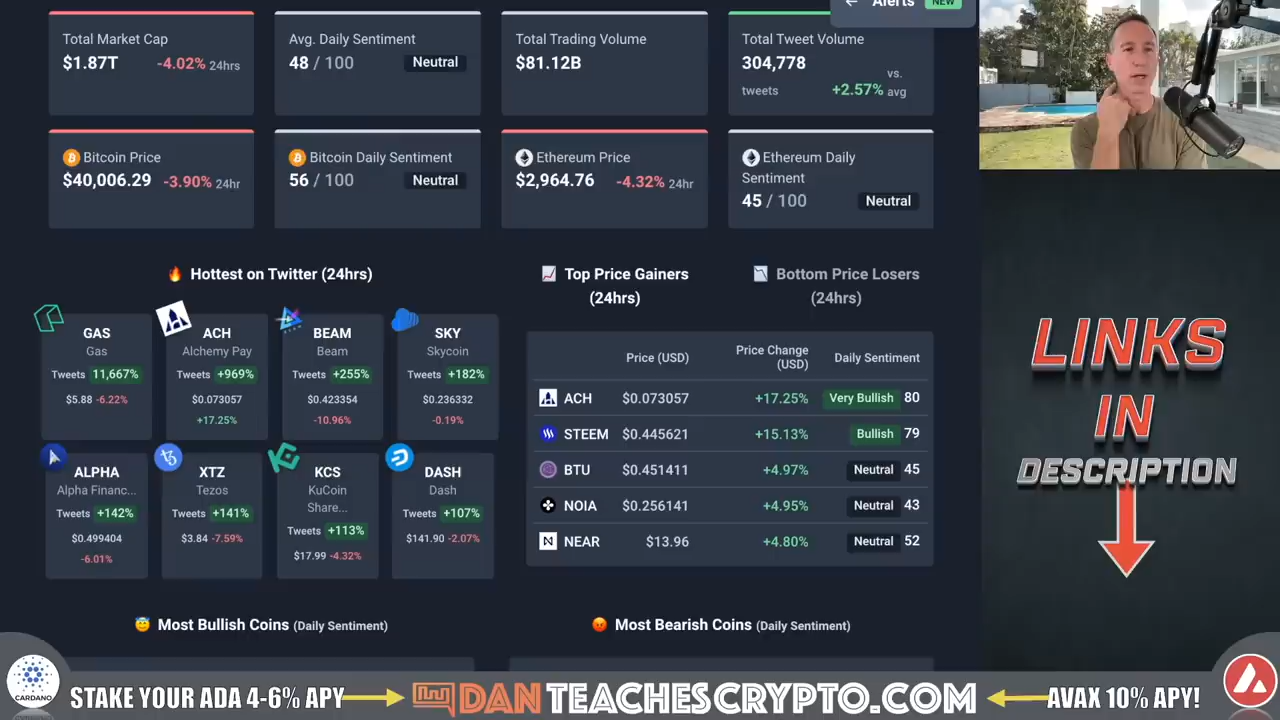 Alerts NEW
Total Market Cap
$1.87T -4.02% 24hrs
Avg. Daily Sentiment
48 / 100 Neutral
Total Trading Volume
$81.12B
Total Tweet Volume
304,778
tweets
+2.57%
vs.
avg
Bitcoin Price
$40,006.29 -3.90% 24hr
Bitcoin Daily Sentiment
56 / 100 Neutral
Ethereum Price
$2,964.76 -4.32% 24hr
Ethereum Daily
Sentiment
45 / 100 Neutral
Hottest on Twitter (24hrs)
GAS
Gas
Tweets 11,667%
$5.88 -6.22%
ACH
Alchemy Pay
Tweets +969%
$0.073057
+17.25%
BEAM
Beam
Tweets +255%
$0.423354
-10.96%
SKY
Skycoin
Tweets +182%
$0.236332
-0.19%
ALPHA
Alpha Financ...
Tweets +142%
$0.499404
-6.01%
XTZ
Tezos
Tweets +141%
$3.84 -7.59%
KCS
KuCoin
Share...
Tweets +113%
$17.99 -4.32%
DASH
Dash
Tweets +107%
$141.90 -2.07%
Top Price Gainers
(24hrs)
Bottom Price Losers
(24hrs)
Price (USD)
Price Change
(USD)
Daily Sentiment
ACH $0.073057 +17.25% Very Bullish 80
STEEM $0.445621 +15.13% Bullish 79
BTU $0.451411 +4.97% Neutral 45
NOIA $0.256141 +4.95% Neutral 43
NEAR $13.96 +4.80% Neutral 52
Most Bullish Coins (Daily Sentiment)
Most Bearish Coins (Daily Sentiment)
LINKS
IN
DESCRIPTION
CARDANO
STAKE YOUR ADA 4-6% APY
DANTEACHESCRYPTO.COM
AVAX 10% APY!